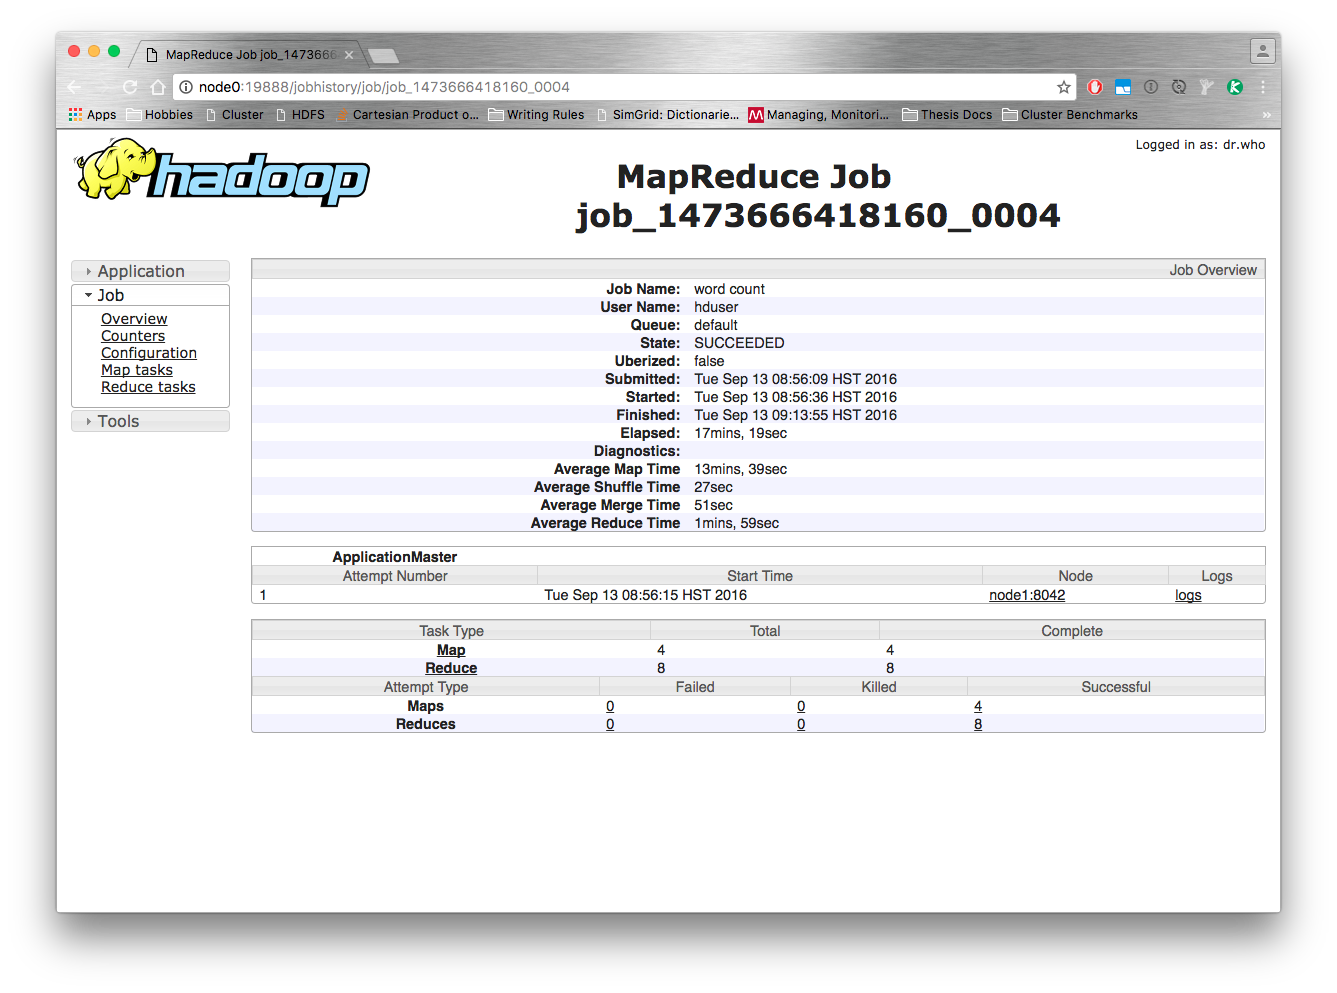 MapReduce Job job_1473666
node0:19888/jobhistory/job/job_1473666418160_0004
Apps Hobbies Cluster HDFS Cartesian Product o... Writing Rules SimGrid: Dictionarie... Managing, Monitori... Thesis Docs Cluster Benchmarks »
Logged in as: dr.who
hadoop
MapReduce Job
job_1473666418160_0004
Application
Job
Overview
Counters
Configuration
Map tasks
Reduce tasks
Tools
Job Overview
Job Name: word count
User Name: hduser
Queue: default
State: SUCCEEDED
Uberized: false
Submitted: Tue Sep 13 08:56:09 HST 2016
Started: Tue Sep 13 08:56:36 HST 2016
Finished: Tue Sep 13 09:13:55 HST 2016
Elapsed: 17mins, 19sec
Diagnostics:
Average Map Time 13mins, 39sec
Average Shuffle Time 27sec
Average Merge Time 51sec
Average Reduce Time 1mins, 59sec
ApplicationMaster
Attempt Number Start Time Node Logs
1 Tue Sep 13 08:56:15 HST 2016 node1:8042 logs
Task Type Total Complete
Map 4 4
Reduce 8 8
Attempt Type Failed Killed Successful
Maps 0 0 4
Reduces 0 0 8